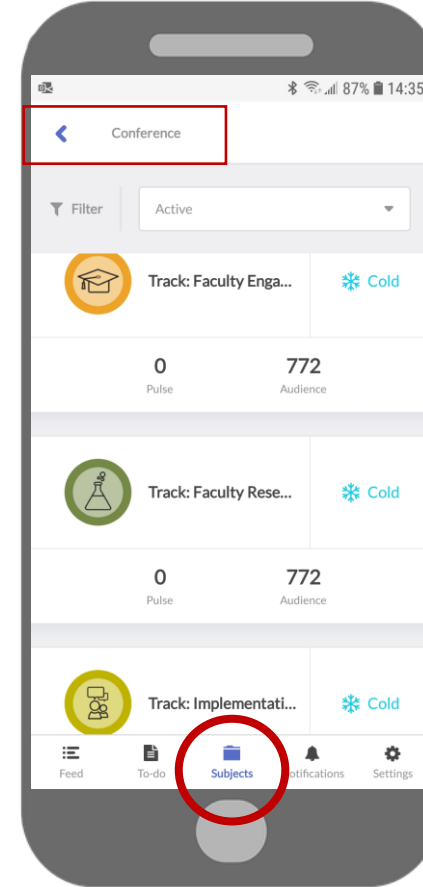 87% 14:35
Conference
Filter
Active
Track: Faculty Enga...
Cold
0
772
Pulse
Audience
Track: Faculty Rese...
Cold
0
772
Pulse
Audience
Track: Implementati...
Cold
Feed
To-do
Subjects
otifications
Settings